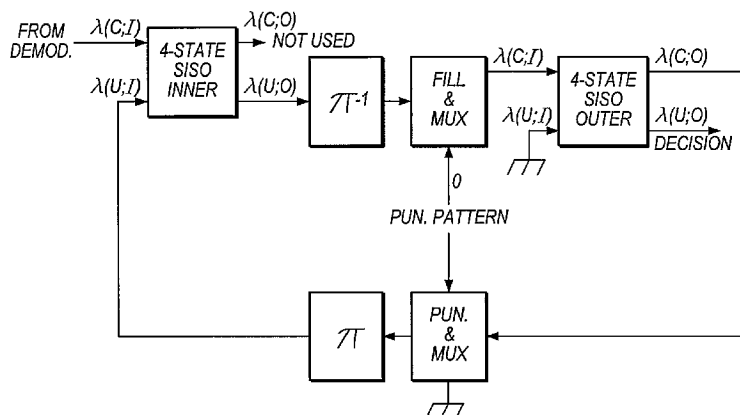 FROM
DEMOD.
λ(C;I)
λ(U;I)
4-STATE
SISO
INNER
λ(C;O)
NOT USED
λ(U;O)
π⁻¹
FILL
&
MUX
λ(C;I)
λ(U;I)
4-STATE
SISO
OUTER
λ(C;O)
λ(U;O)
DECISION
0
PUN. PATTERN
π
PUN.
&
MUX